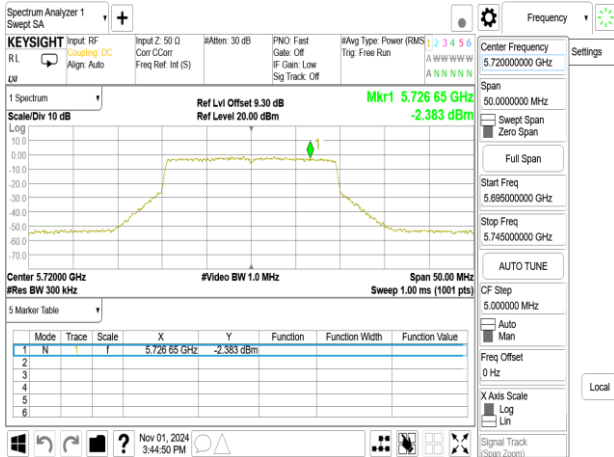 Spectrum Analyzer 1
Swept SA
Frequency
KEYSIGHT
RL
Input: RF
Coupling: DC
Align: Auto
Input Z: 50 Ω
Corr CCorr
Freq Ref: Int (S)
#Atten: 30 dB
PNO: Fast
Gate: Off
IF Gain: Low
Sig Track: Off
#Avg Type: Power (RMS
Trig: Free Run
1 2 3 4 5 6
A W W W W W
A N N N N N
LXI
1 Spectrum
Scale/Div 10 dB
Ref Lvl Offset 9.30 dB
Ref Level 20.00 dBm
Mkr1 5.726 65 GHz
-2.383 dBm
Log
10.0
0.00
-10.0
-20.0
-30.0
-40.0
-50.0
-60.0
-70.0
1
Center 5.72000 GHz
#Res BW 300 kHz
#Video BW 1.0 MHz
Span 50.00 MHz
Sweep 1.00 ms (1001 pts)
5 Marker Table
Mode Trace Scale X Y Function Function Width Function Value
1 N 1 f 5.726 65 GHz -2.383 dBm
2
3
4
5
6
Nov 01, 2024
3:44:50 PM
Center Frequency
5.720000000 GHz
Span
50.0000000 MHz
Swept Span
Zero Span
Full Span
Start Freq
5.695000000 GHz
Stop Freq
5.745000000 GHz
AUTO TUNE
CF Step
5.000000 MHz
Auto
Man
Freq Offset
0 Hz
X Axis Scale
Log
Lin
Signal Track
(Span Zoom)
Settings
Local